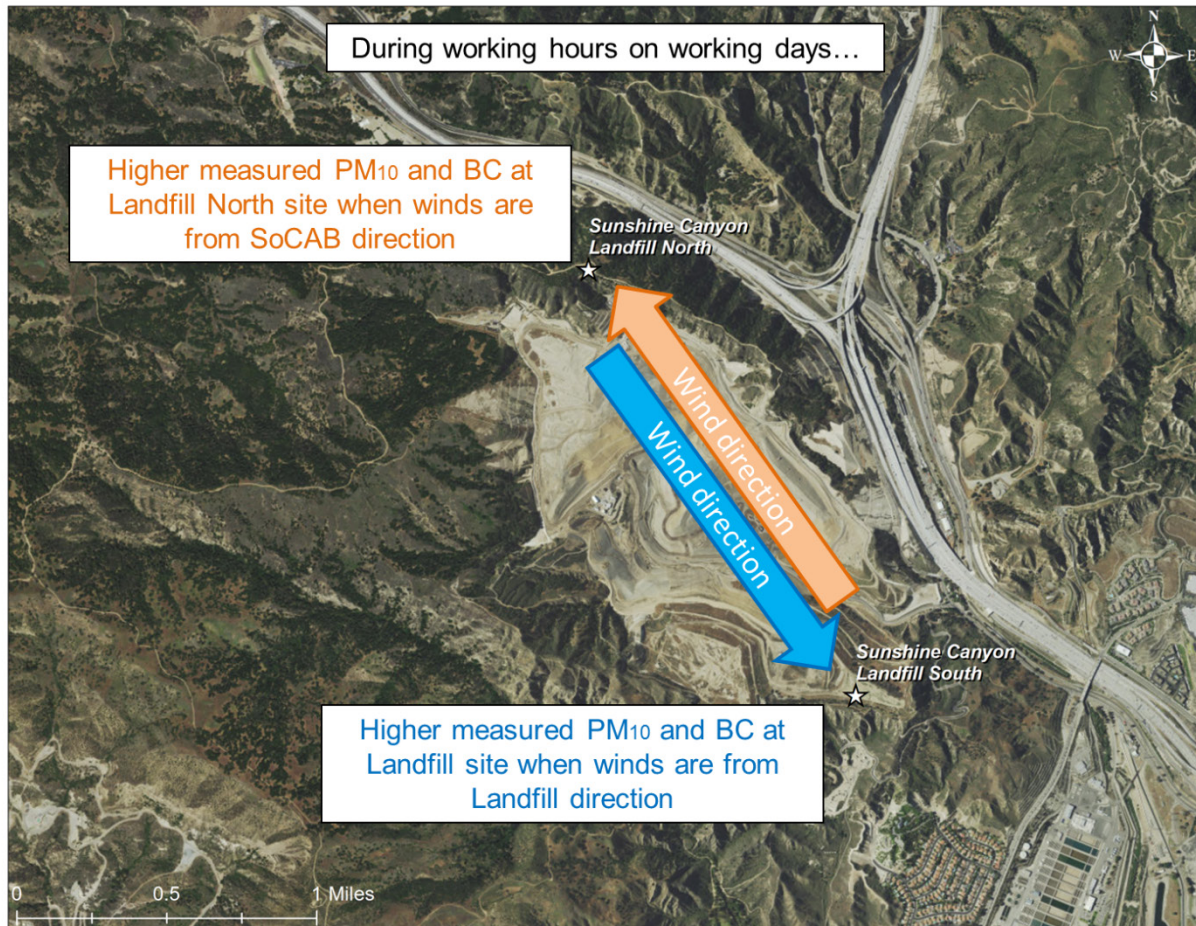 During working hours on working days…
N
W
E
S
Higher measured PM₁₀ and BC at
Landfill North site when winds are
from SoCAB direction
Sunshine Canyon
Landfill North
Wind direction
Wind direction
Sunshine Canyon
Landfill South
Higher measured PM₁₀ and BC at
Landfill site when winds are from
Landfill direction
0
0.5
1 Miles